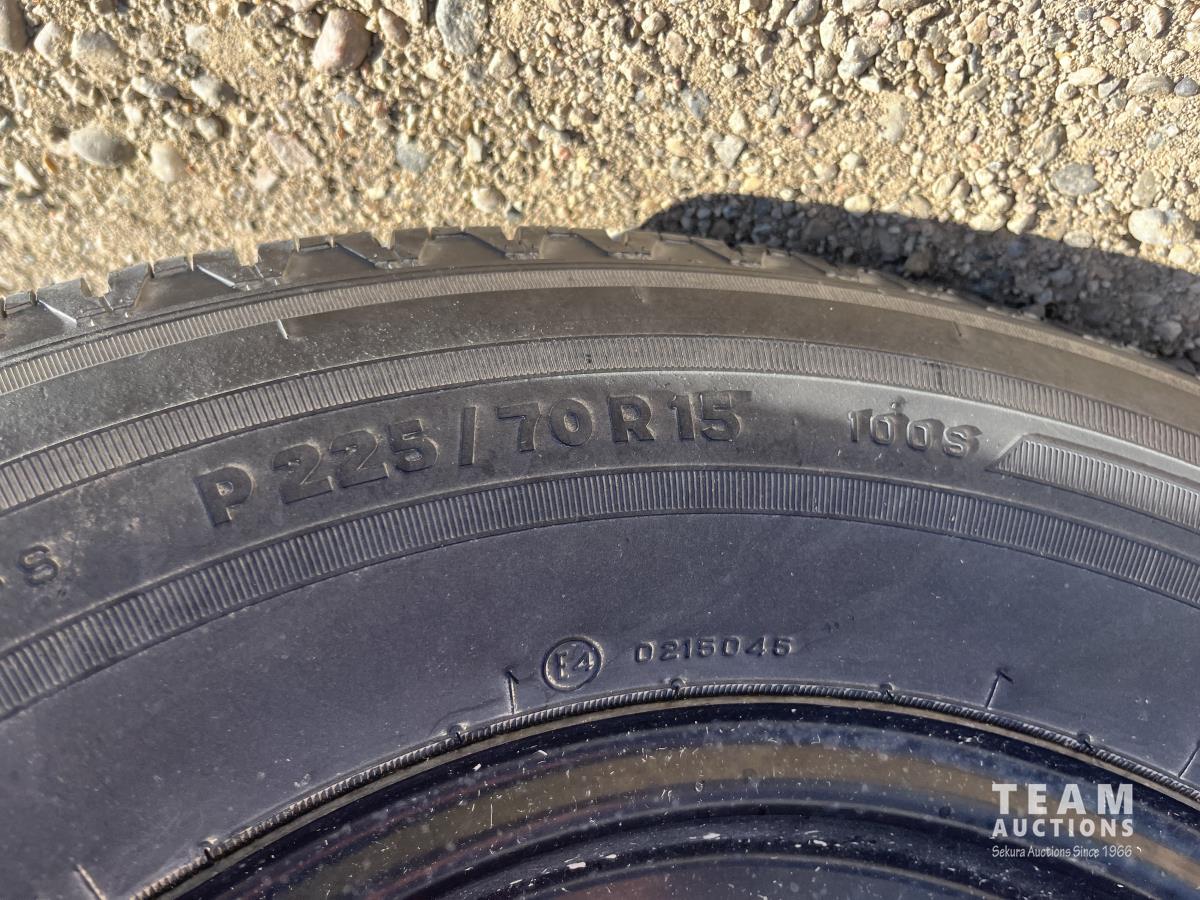 P225/70R15 100S
S
E4 0215045
TEAM
AUCTIONS
Sekura Auctions Since 1966